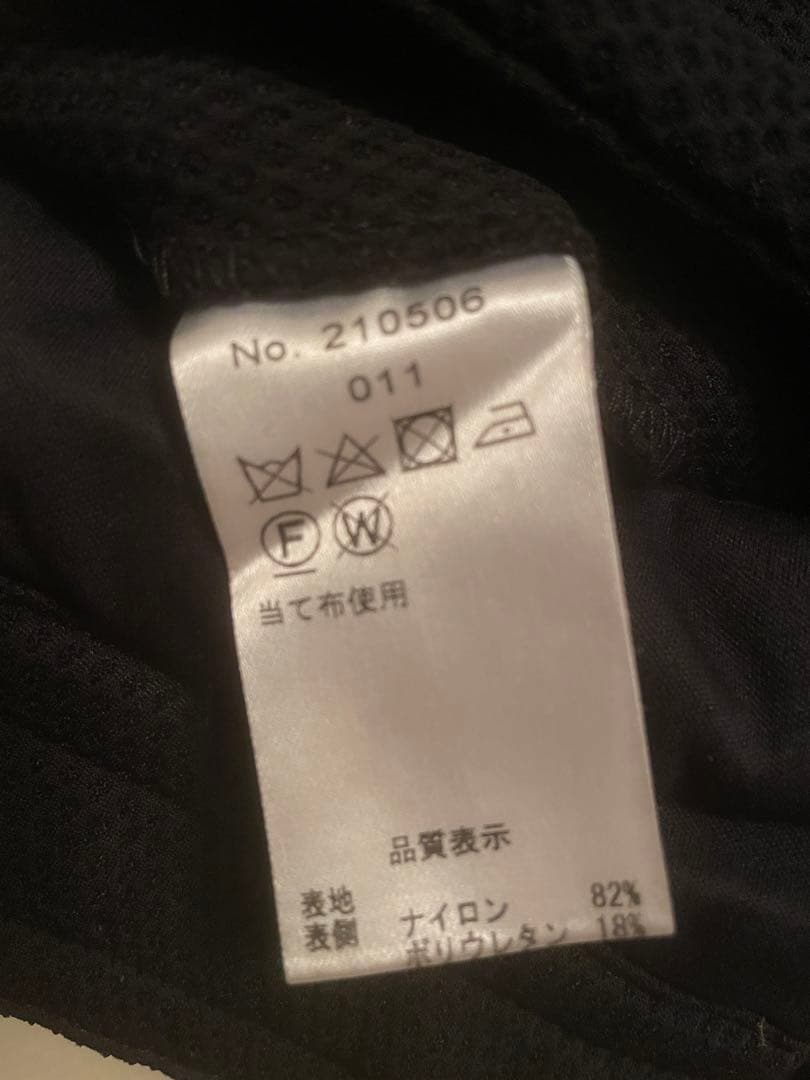 No. 210506
011
F W
当て布使用
品質表示
表地 ナイロン 82%
表側 ポリウレタン 18%